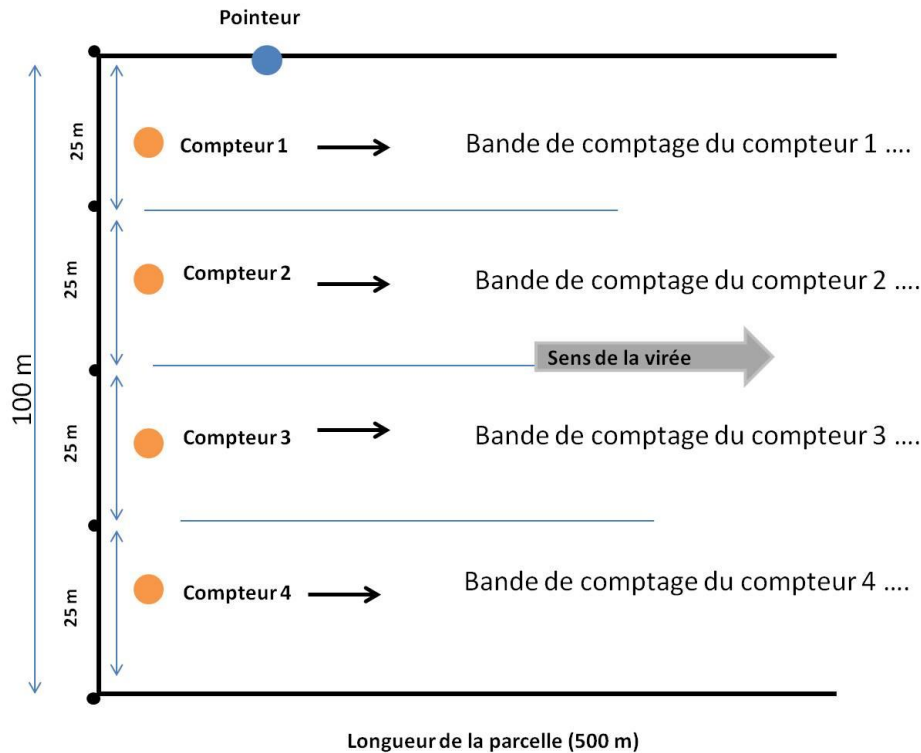 Pointeur
25 m
Compteur 1
Bande de comptage du compteur 1 ....
25 m
Compteur 2
Bande de comptage du compteur 2 ....
100 m
Sens de la virée
25 m
Compteur 3
Bande de comptage du compteur 3 ....
25 m
Compteur 4
Bande de comptage du compteur 4 ....
Longueur de la parcelle (500 m)